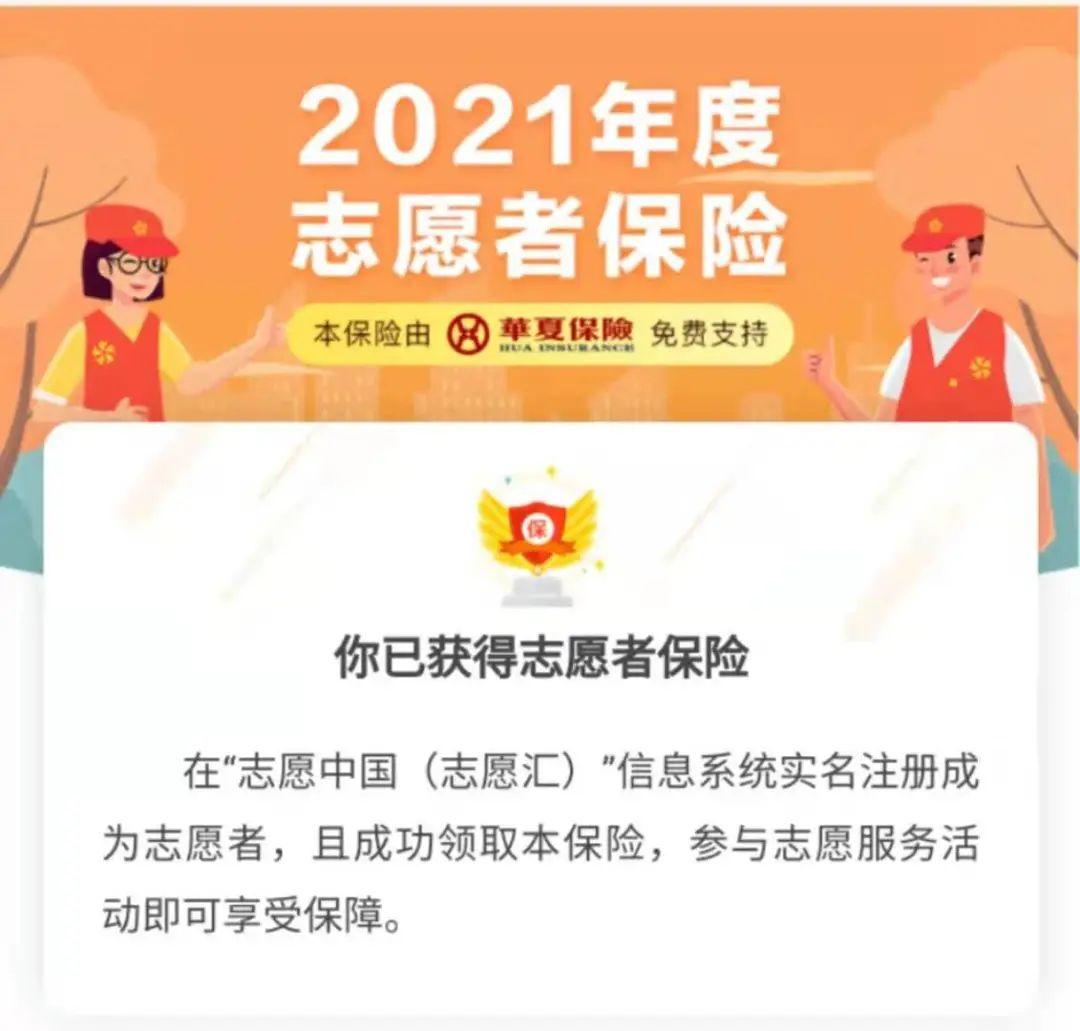 2021年度
志愿者保险
本保险由 華夏保險 免费支持
HUA INSURANCE
保
你已获得志愿者保险
在“志愿中国（志愿汇）”信息系统实名注册成
为志愿者，且成功领取本保险，参与志愿服务活
动即可享受保障。